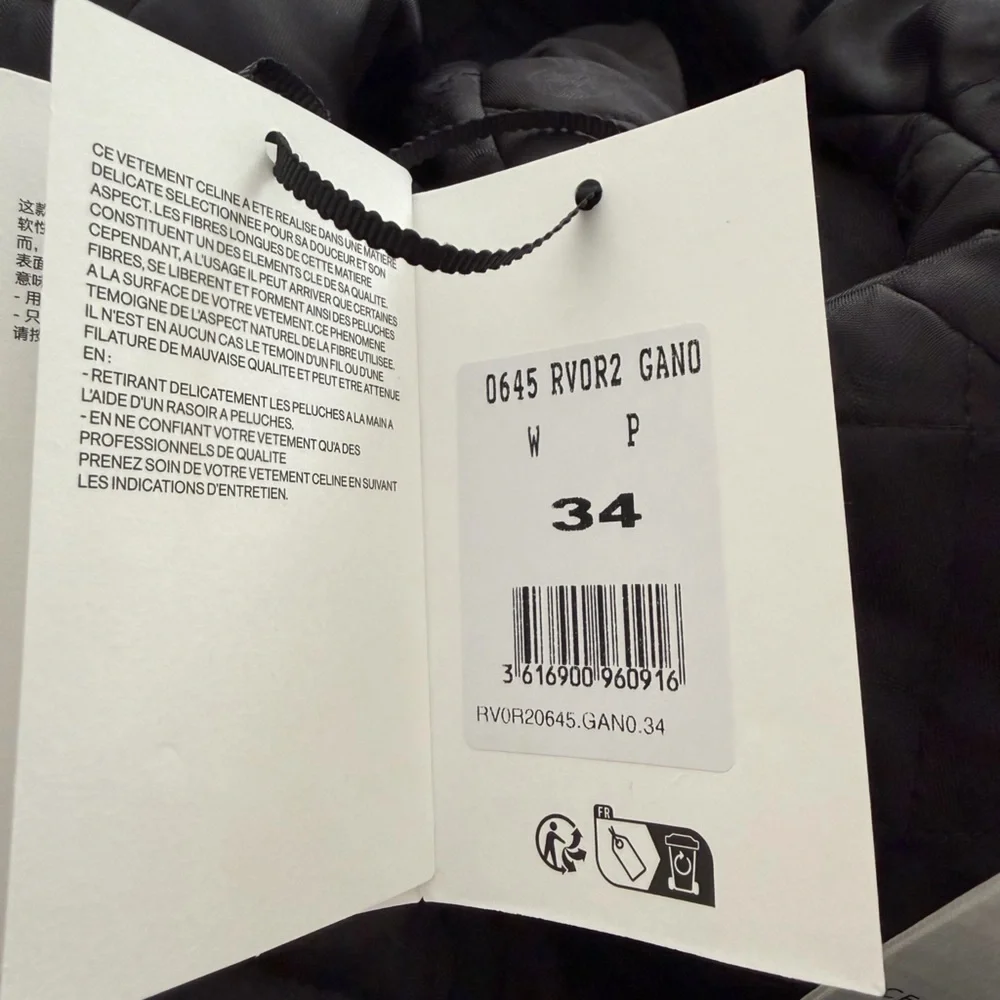 这款
软性
而，
表面
意味
- 用
- 只
请按
CE VETEMENT CELINE A ETE REALISE DANS UNE MATIERE
DELICATE SELECTIONNEE POUR SA DOUCEUR ET SON
ASPECT. LES FIBRES LONGUES DE CETTE MATIERE
CONSTITUENT UN DES ELEMENTS CLE DE SA QUALITE.
CEPENDANT, A L'USAGE IL PEUT ARRIVER QUE CERTAINES
FIBRES, SE LIBERENT ET FORMENT AINSI DES PELUCHES
A LA SURFACE DE VOTRE VETEMENT. CE PHENOMENE
TEMOIGNE DE L'ASPECT NATUREL DE LA FIBRE UTILISEE.
IL N'EST EN AUCUN CAS LE TEMOIN D'UN FIL OU D'UNE
FILATURE DE MAUVAISE QUALITE ET PEUT ETRE ATTENUE
EN :
- RETIRANT DELICATEMENT LES PELUCHES A LA MAIN A
L'AIDE D'UN RASOIR A PELUCHES.
- EN NE CONFIANT VOTRE VETEMENT QU'A DES
PROFESSIONNELS DE QUALITE
PRENEZ SOIN DE VOTRE VETEMENT CELINE EN SUIVANT
LES INDICATIONS D'ENTRETIEN.
0645 RV0R2 GANO
W P
34
3 616900 960916
RV0R20645.GANO.34
FR